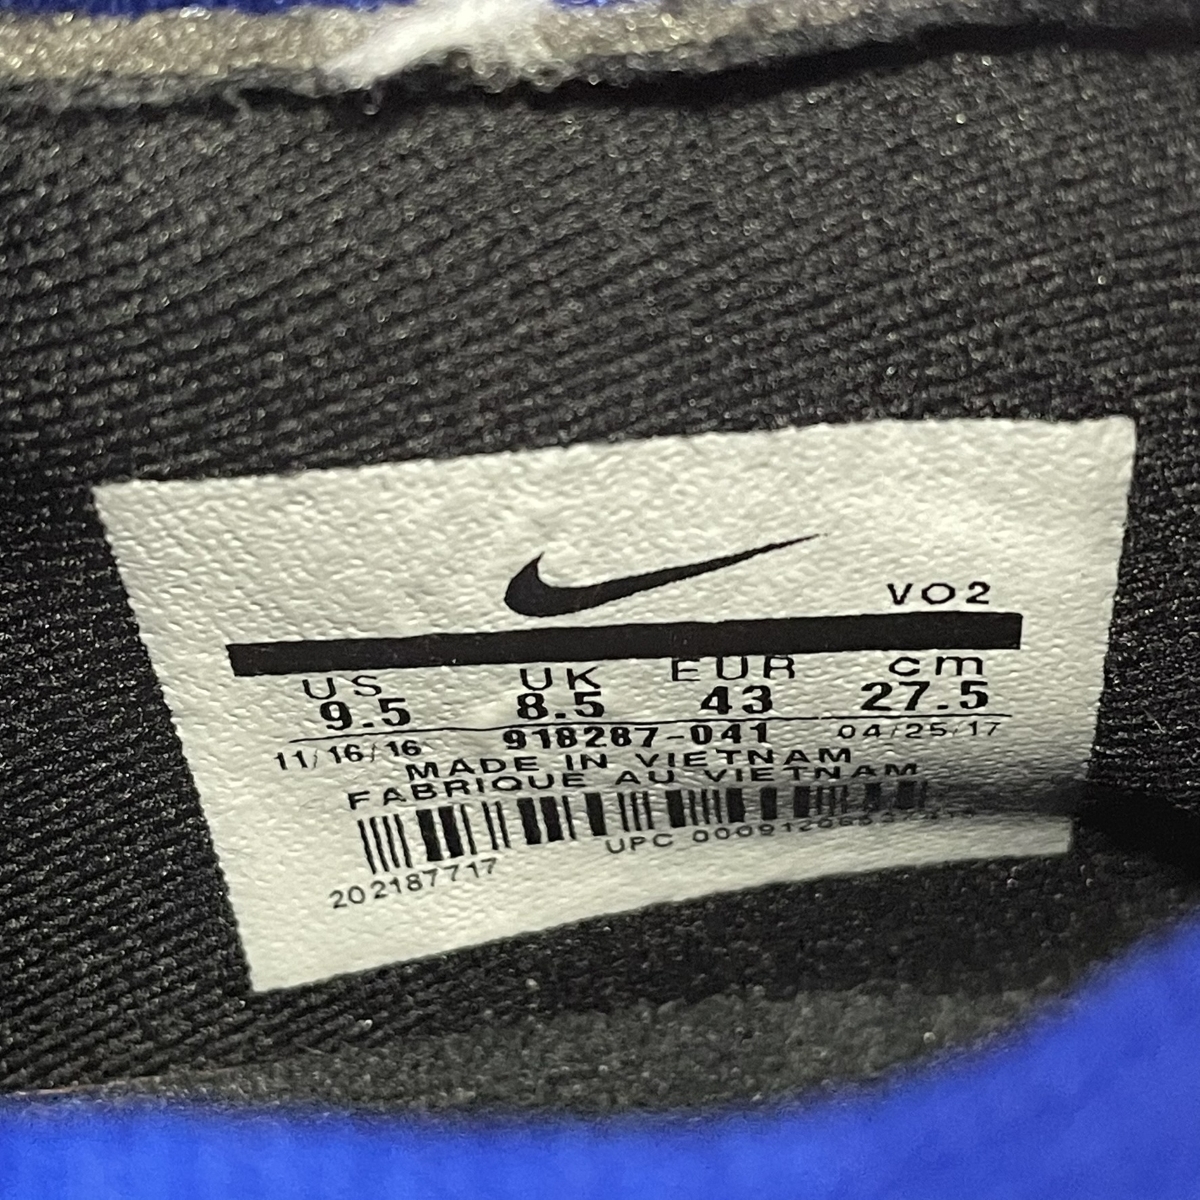 VO2
US UK EUR cm
9.5 8.5 43 27.5
11/16/16 918287-041 04/25/17
MADE IN VIETNAM
FABRIQUE AU VIETNAM
UPC
202187717